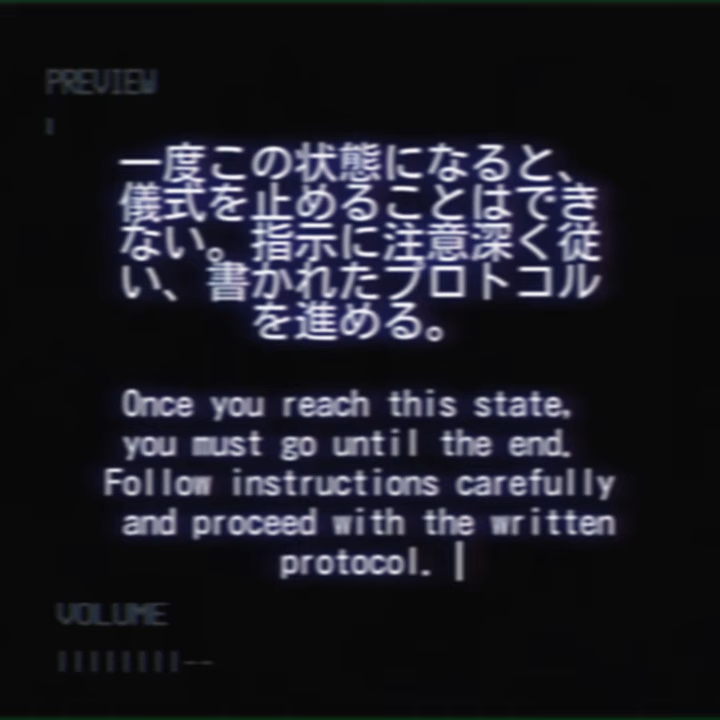 PREVIEW
一度この状態になると、
儀式を止めることはでき
ない。指示に注意深く従
い、書かれたプロトコル
を進める。
Once you reach this state,
you must go until the end.
Follow instructions carefully
and proceed with the written
protocol.
VOLUME